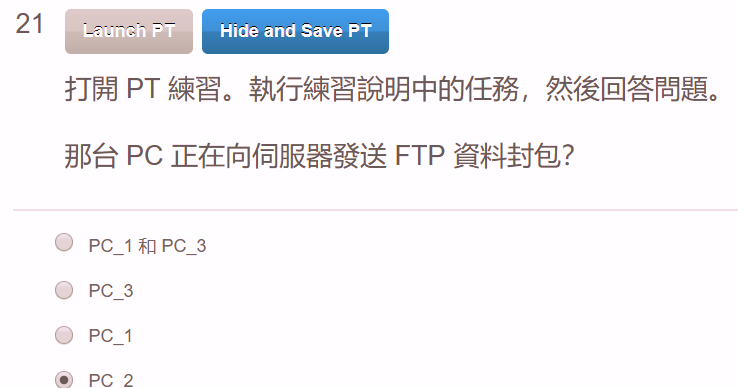 21 Launch PT Hide and Save PT
打開 PT 練習。執行練習說明中的任務，然後回答問題。
那台 PC 正在向伺服器發送 FTP 資料封包？
PC_1 和 PC_3
PC_3
PC_1
PC_2